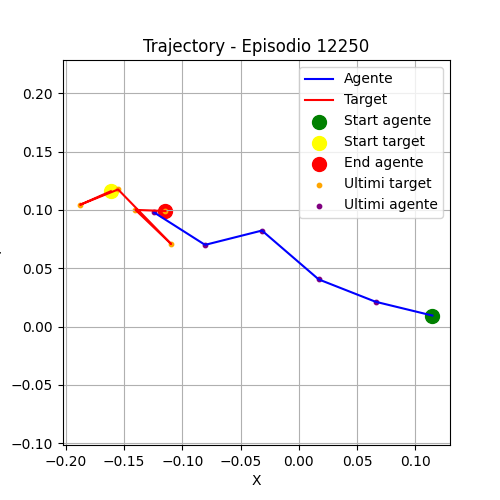 Trajectory - Episodio 12250
Agente
Target
Start agente
Start target
End agente
Ultimi target
Ultimi agente
0.20
0.15
0.10
0.05
0.00
−0.05
−0.10
−0.20 −0.15 −0.10 −0.05 0.00 0.05 0.10
X